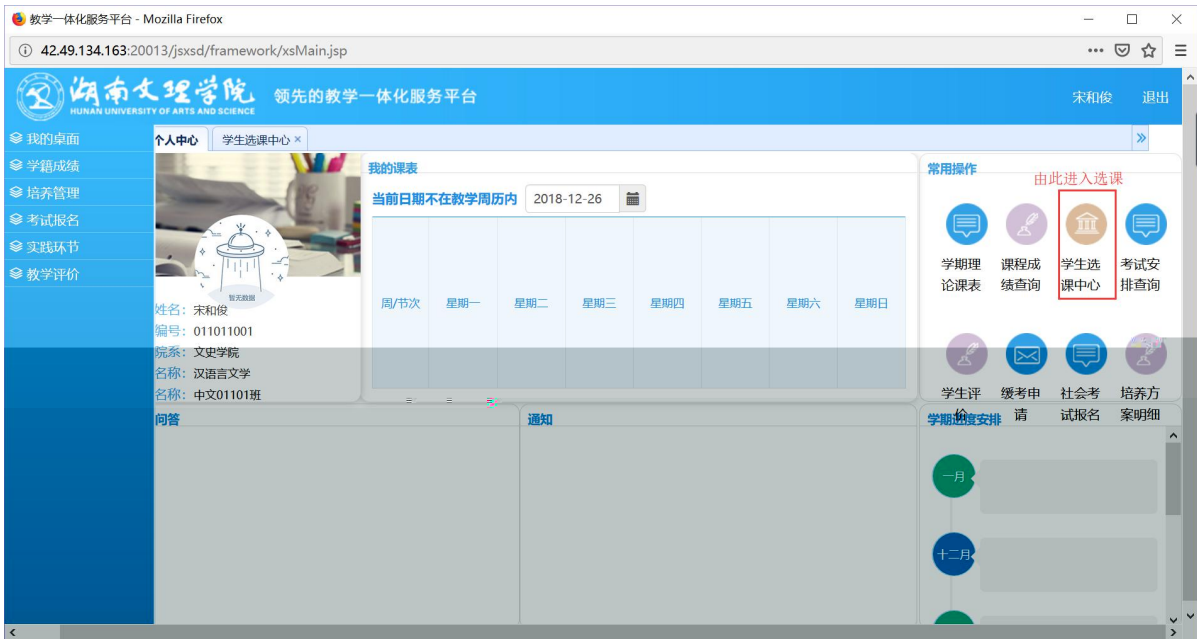 教学一体化服务平台 - Mozilla Firefox
42.49.134.163:20013/jsxsd/framework/xsMain.jsp
湖南文理学院
HUNAN UNIVERSITY OF ARTS AND SCIENCE
领先的教学一体化服务平台
宋和俊
退出
我的桌面
学籍成绩
培养管理
考试报名
实践环节
教学评价
个人中心
学生选课中心 ×
暂无数据
姓名：宋和俊
编号：011011001
院系：文史学院
名称：汉语言文学
名称：中文01101班
我的课表
当前日期不在教学周历内 2018-12-26
周/节次 星期一 星期二 星期三 星期四 星期五 星期六 星期日
常用操作
由此进入选课
学期理论课表
课程成绩查询
学生选课中心
考试安排查询
学生评价
缓考申请
社会考试报名
培养方案明细
问答
通知
学期进度安排
一月
十二月